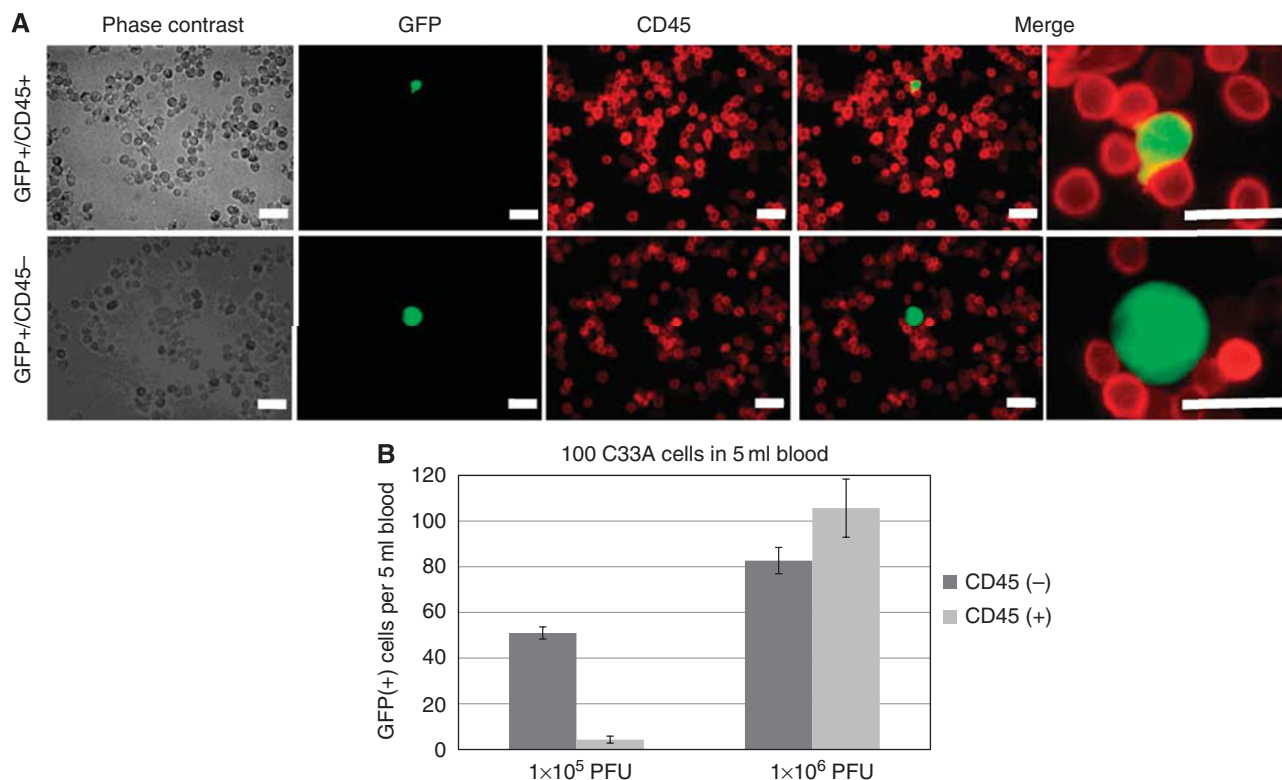 A
Phase contrast
GFP
CD45
Merge
GFP+/CD45+
GFP+/CD45–
B
100 C33A cells in 5 ml blood
GFP(+) cells per 5 ml blood
120
100
80
60
40
20
0
1×10⁵ PFU
1×10⁶ PFU
CD45 (–)
CD45 (+)